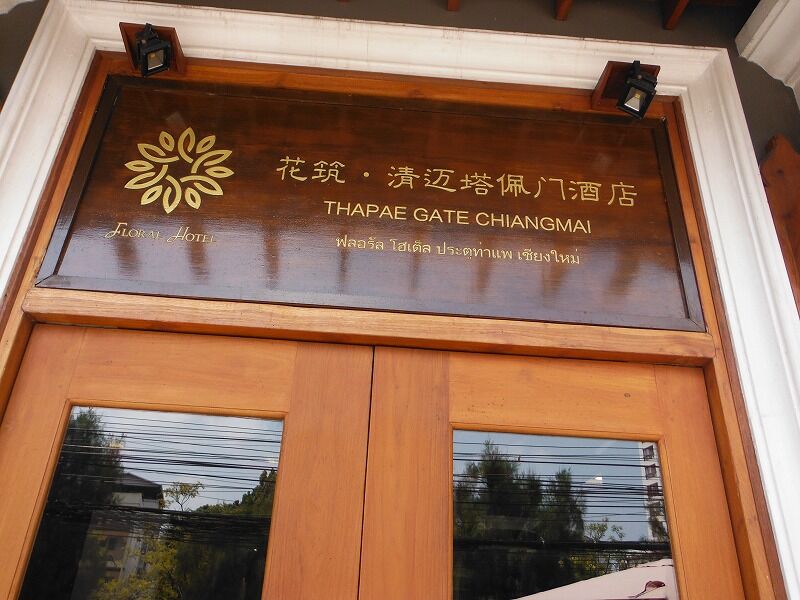 花筑·清迈塔佩门酒店
THAPAE GATE CHIANGMAI
FLORAL HOTEL
ฟลอรัล โฮเติล ประตูท่าแพ เชียงใหม่